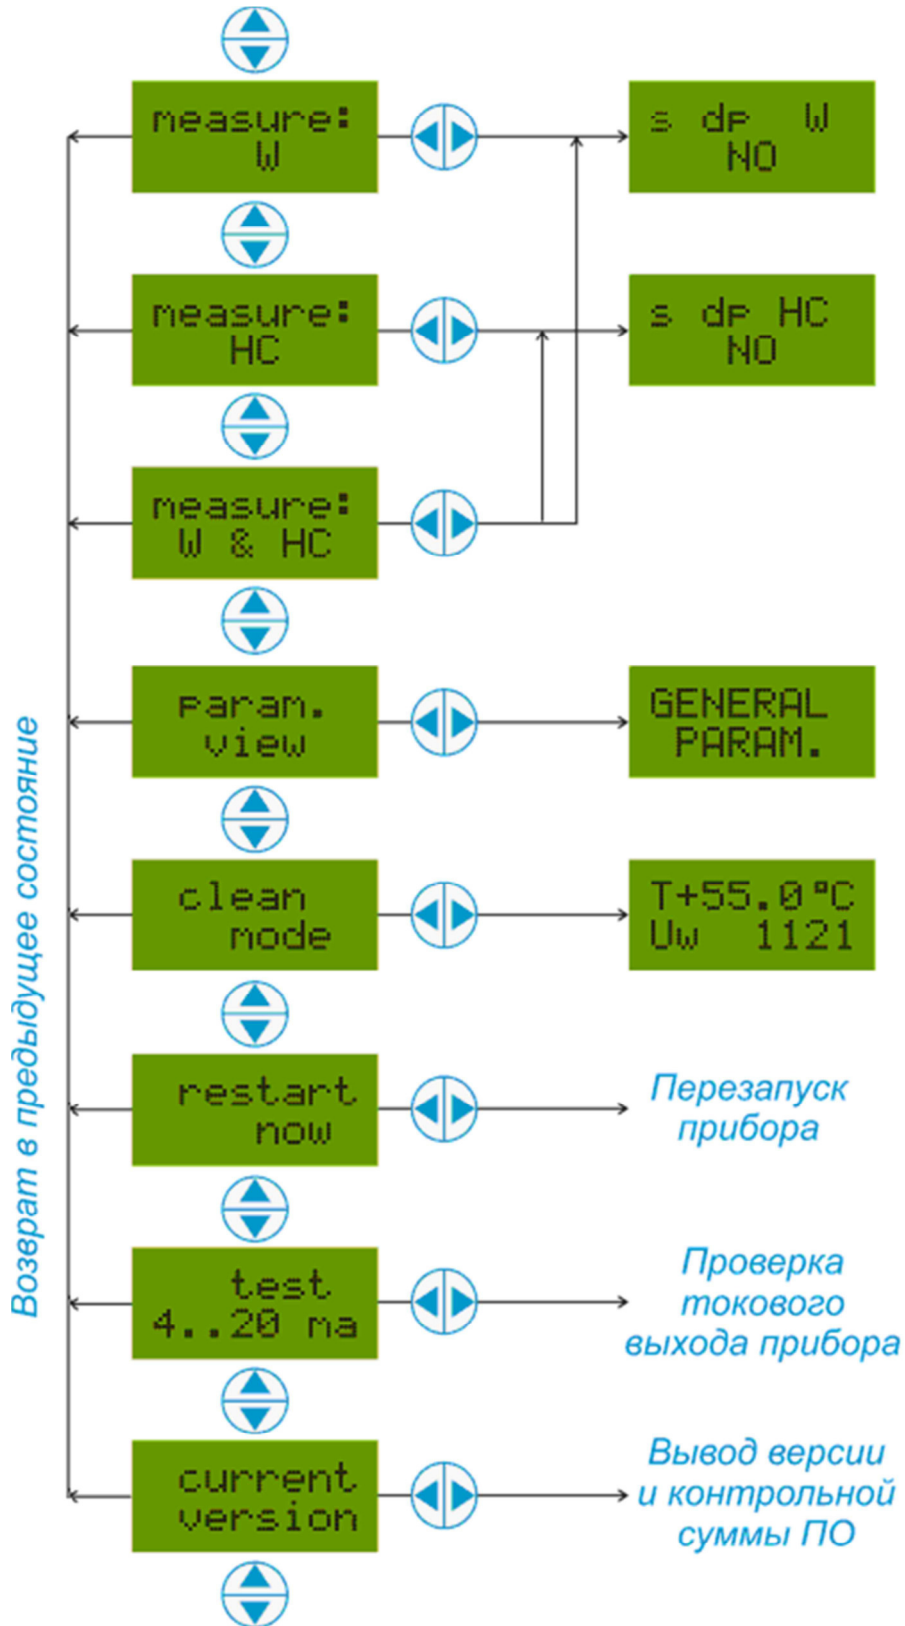 measure:
W
s dp W
NO
measure:
HC
s dp HC
NO
measure:
W & HC
param.
view
GENERAL
PARAM.
clean
mode
T+55.0°C
Uw 1121
restart
now
Перезапуск
прибора
test
4..20 ma
Проверка
токового
выхода прибора
current
version
Вывод версии
и контрольной
суммы ПО
Возврат в предыдущее состояние